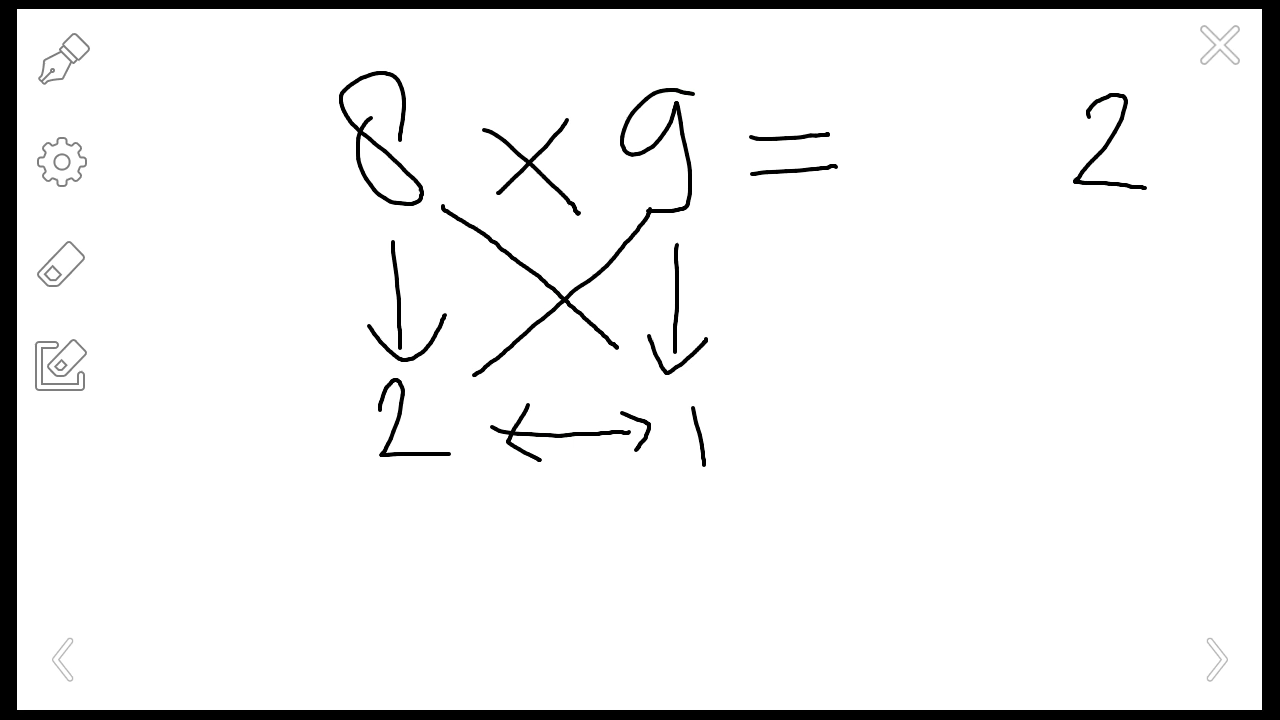 8 × 9 = 2
2 ↔ 1